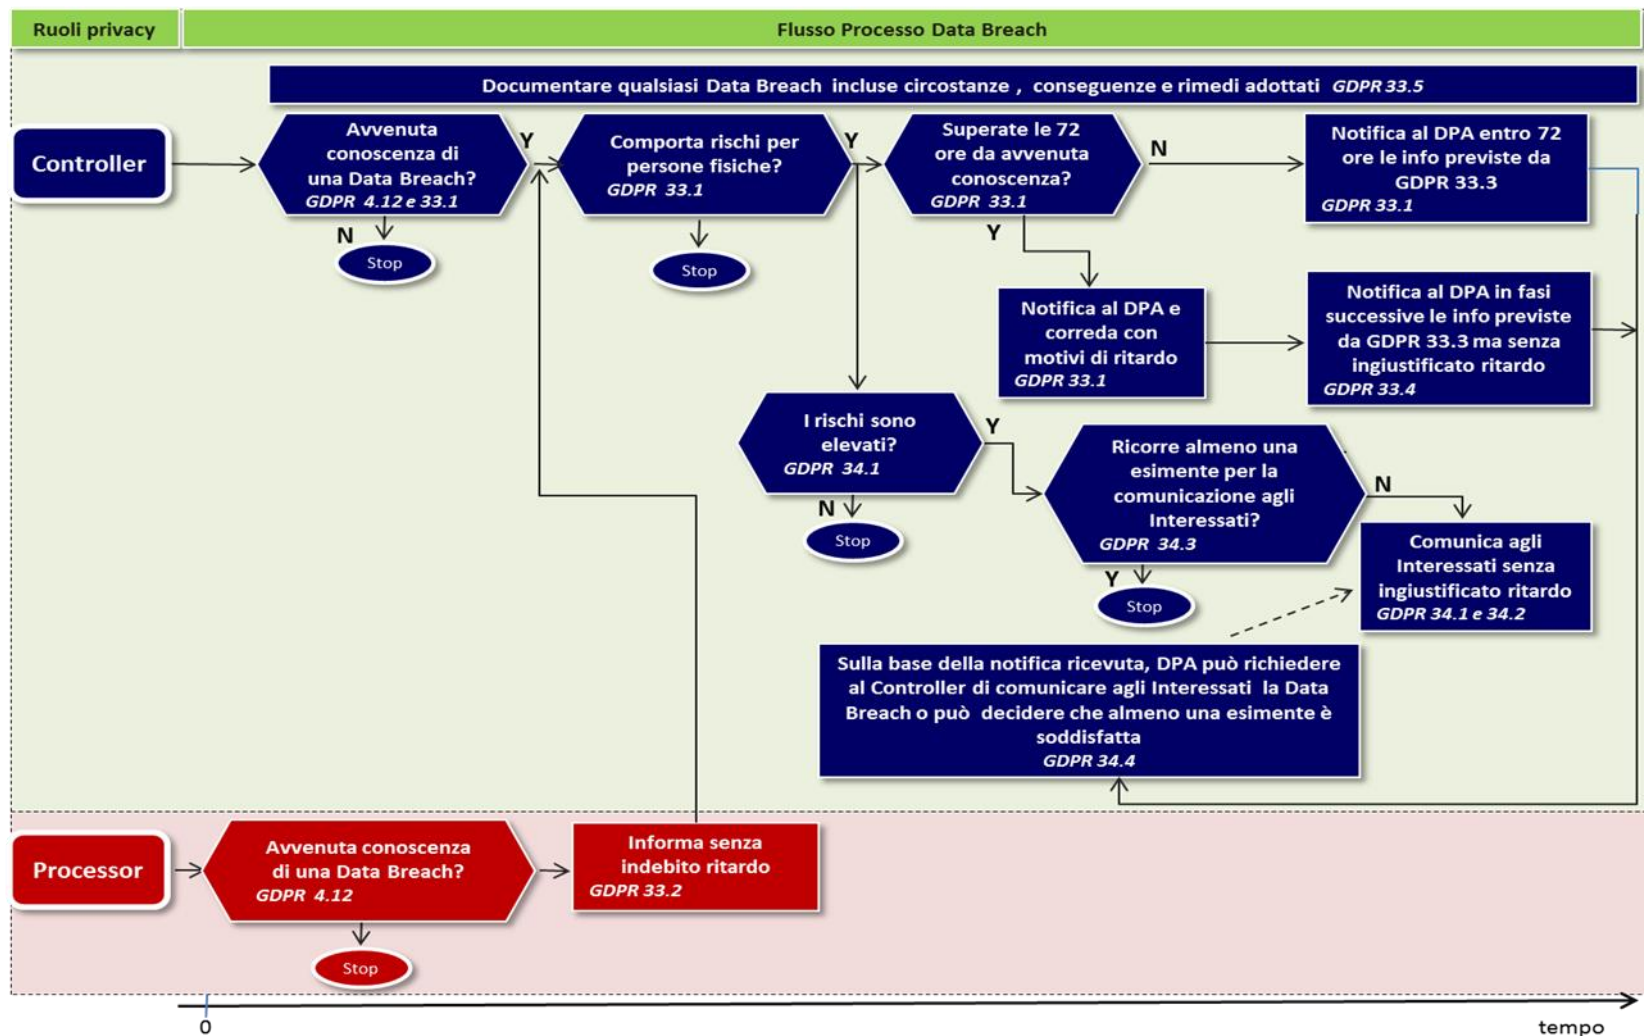 Ruoli privacy
Flusso Processo Data Breach
Documentare qualsiasi Data Breach incluse circostanze , conseguenze e rimedi adottati GDPR 33.5
Controller
Avvenuta
conoscenza di
una Data Breach?
GDPR 4.12 e 33.1
Y
N
Stop
Comporta rischi per
persone fisiche?
GDPR 33.1
Y
Stop
Superate le 72
ore da avvenuta
conoscenza?
GDPR 33.1
N
Y
Notifica al DPA entro 72
ore le info previste da
GDPR 33.3
GDPR 33.1
Notifica al DPA e
correda con
motivi di ritardo
GDPR 33.1
Notifica al DPA in fasi
successive le info previste
da GDPR 33.3 ma senza
ingiustificato ritardo
GDPR 33.4
I rischi sono
elevati?
GDPR 34.1
Y
N
Stop
Ricorre almeno una
esimente per la
comunicazione agli
Interessati?
GDPR 34.3
N
Y
Stop
Comunica agli
Interessati senza
ingiustificato ritardo
GDPR 34.1 e 34.2
Sulla base della notifica ricevuta, DPA può richiedere
al Controller di comunicare agli Interessati la Data
Breach o può decidere che almeno una esimente è
soddisfatta
GDPR 34.4
Processor
Avvenuta conoscenza
di una Data Breach?
GDPR 4.12
Stop
Informa senza
indebito ritardo
GDPR 33.2
0
tempo